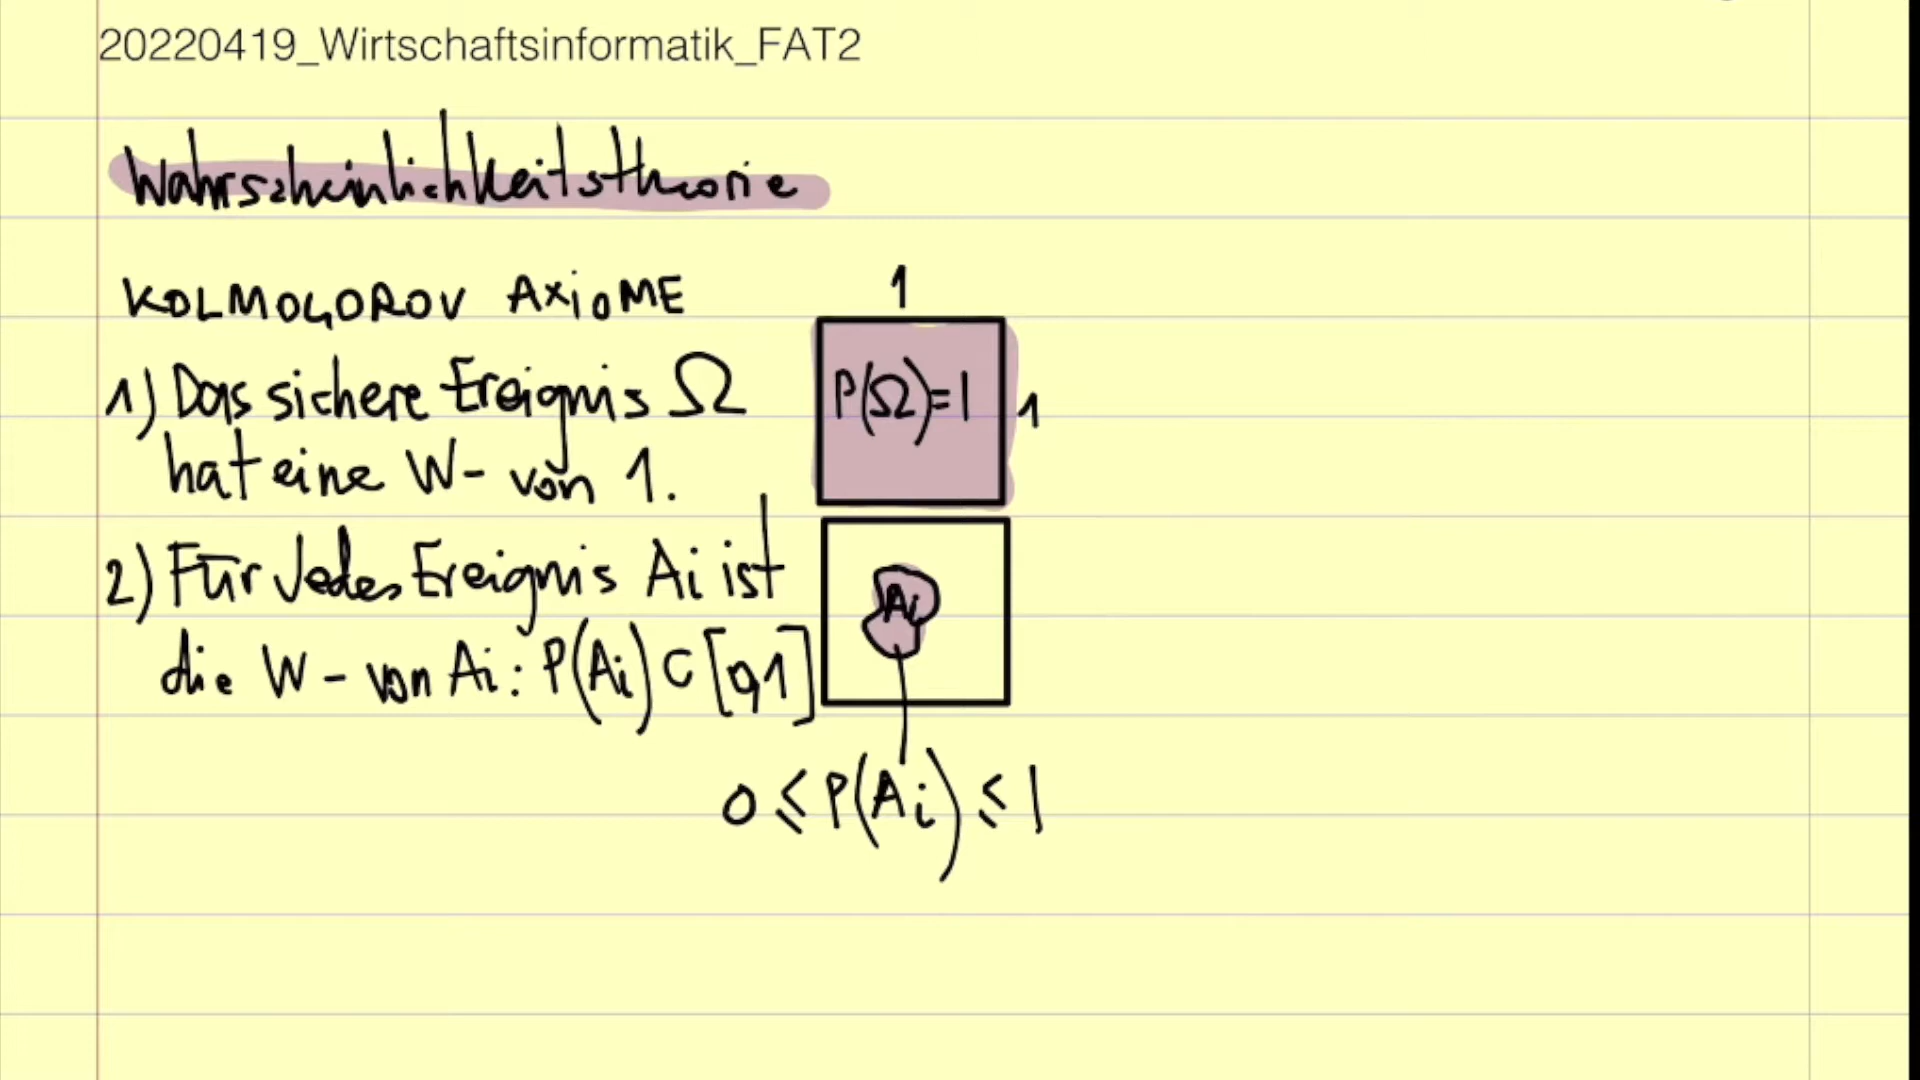 20220419_Wirtschaftsinformatik_FAT2
Wahrscheinlichkeitstheorie
KOLMOGOROV AXiOME
1) Das sichere Ereignis Ω
hat eine W- von 1.
1
P(Ω)=1
1
2) Für Jedes Ereignis Ai ist
die W- von Ai: P(Ai) ⊂ [0,1]
Ai
0 ≤ P(Ai) ≤ 1